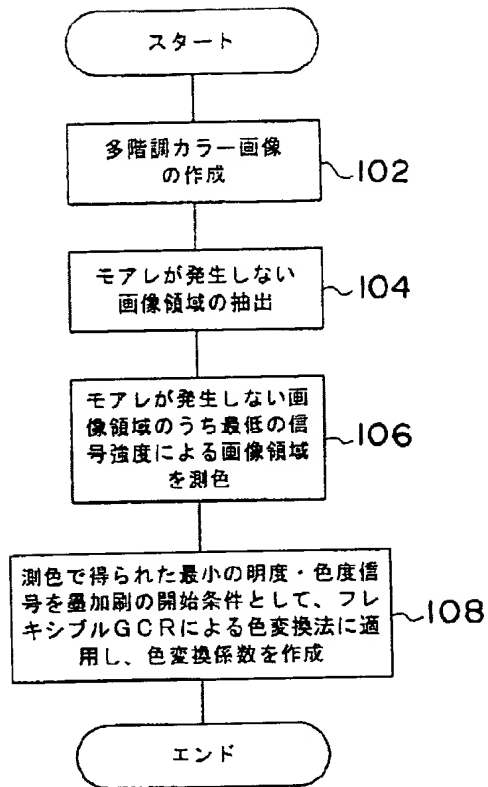 スタート
多階調カラー画像
の作成
102
モアレが発生しない
画像領域の抽出
104
モアレが発生しない画
像領域のうち最低の信
号強度による画像領域
を測色
106
測色で得られた最小の明度・色度信
号を墨加刷の開始条件として、フレ
キシブルGCRによる色変換法に適
用し、色変換係数を作成
108
エンド